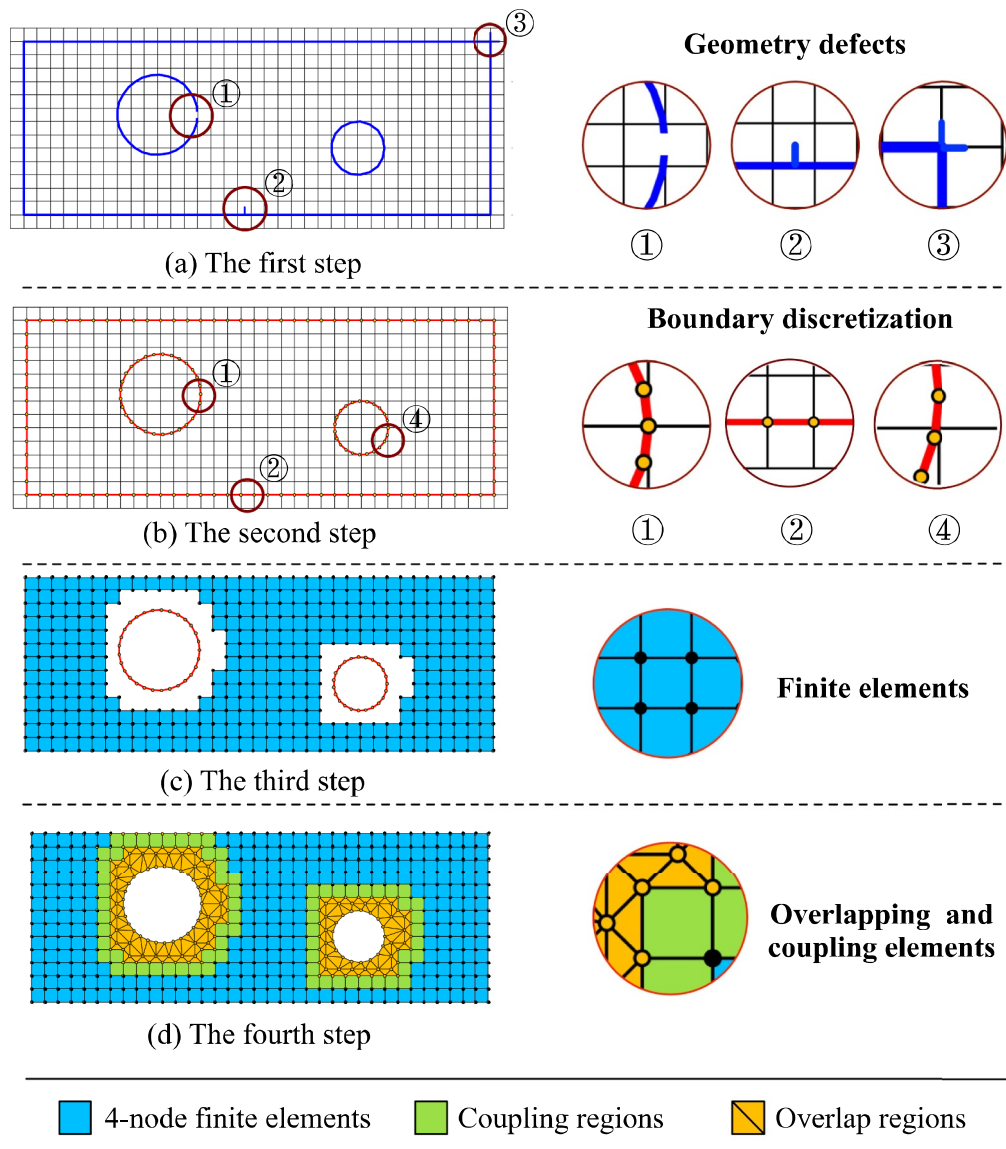 ③
Geometry defects
①
②
① ② ③
(a) The first step
Boundary discretization
①
④
②
① ② ④
(b) The second step
Finite elements
(c) The third step
Overlapping and
coupling elements
(d) The fourth step
4-node finite elements Coupling regions Overlap regions